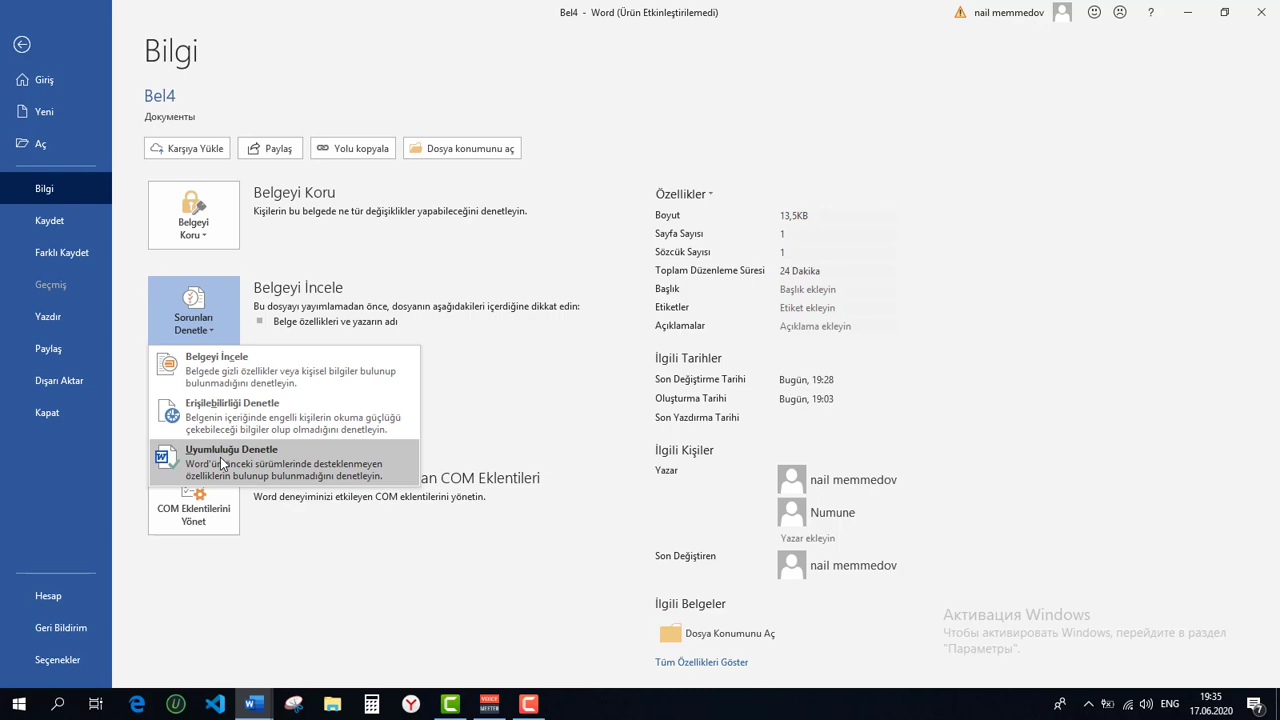 Bel4 - Word (Ürün Etkinleştirilemedi)
nail memmedov
?
Bilgi
Bel4
Документы
Giriş
Yeni
Aç
Bilgi
Kaydet
Farklı Kaydet
Geçmiş
Yazdır
Paylaş
Dışarı Aktar
Kapat
Hesap
Geri Bildirim
Seçenekler
Karşıya Yükle
Paylaş
Yolu kopyala
Dosya konumunu aç
Belgeyi Koru
Belgeyi Koru
Kişilerin bu belgede ne tür değişiklikler yapabileceğini denetleyin.
Sorunları Denetle
Belgeyi İncele
Bu dosyayı yayımlamadan önce, dosyanın aşağıdakileri içerdiğine dikkat edin:
Belge özellikleri ve yazarın adı
Belgeyi İncele
Belgede gizli özellikler veya kişisel bilgiler bulunup
bulunmadığını denetleyin.
Erişilebilirliği Denetle
Belgenin içeriğinde engelli kişilerin okuma güçlüğü
çekebileceği bilgiler olup olmadığını denetleyin.
Uyumluluğu Denetle
Word'ün önceki sürümlerinde desteklenmeyen
özelliklerin bulunup bulunmadığını denetleyin.
an COM Eklentileri
Word deneyiminizi etkileyen COM eklentilerini yönetin.
COM Eklentilerini
Yönet
Özellikler
Boyut 13,5KB
Sayfa Sayısı 1
Sözcük Sayısı 1
Toplam Düzenleme Süresi 24 Dakika
Başlık Başlık ekleyin
Etiketler Etiket ekleyin
Açıklamalar Açıklama ekleyin
İlgili Tarihler
Son Değiştirme Tarihi Bugün, 19:28
Oluşturma Tarihi Bugün, 19:03
Son Yazdırma Tarihi
İlgili Kişiler
Yazar nail memmedov
Numune
Yazar ekleyin
Son Değiştiren nail memmedov
İlgili Belgeler
Dosya Konumunu Aç
Tüm Özellikleri Göster
Активация Windows
Чтобы активировать Windows, перейдите в раздел
"Параметры".
ENG
19:35
17.06.2020